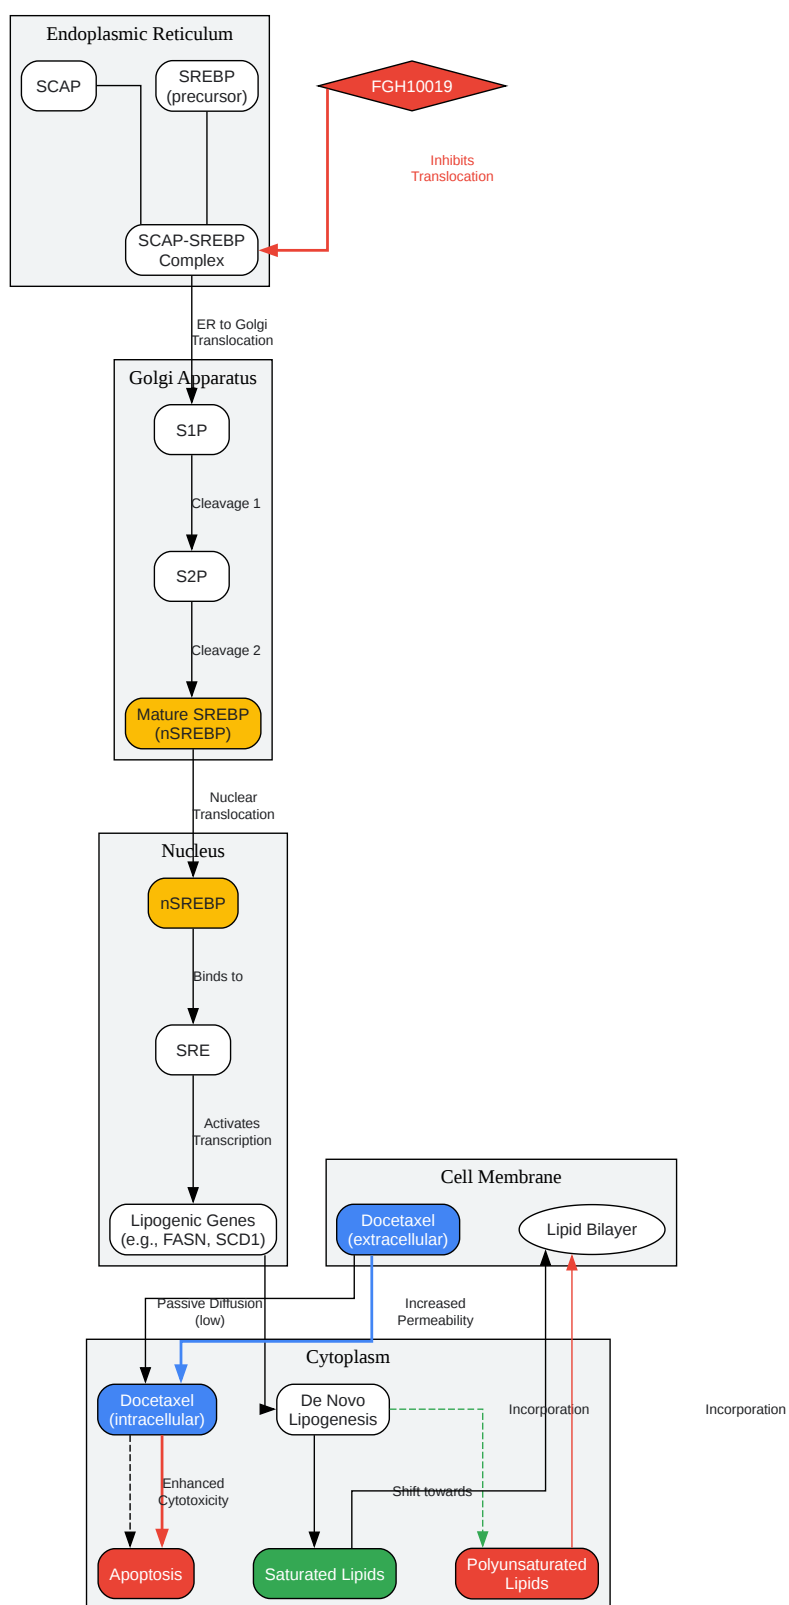 Endoplasmic Reticulum
SCAP
SREBP
(precursor)
FGH10019
Inhibits
Translocation
SCAP-SREBP
Complex
ER to Golgi
Translocation
Golgi Apparatus
S1P
Cleavage 1
S2P
Cleavage 2
Mature SREBP
(nSREBP)
Nuclear
Translocation
Nucleus
nSREBP
Binds to
SRE
Activates
Transcription
Cell Membrane
Lipogenic Genes
(e.g., FASN, SCD1)
Docetaxel
(extracellular)
Lipid Bilayer
Passive Diffusion
(low)
Increased
Permeability
Cytoplasm
Docetaxel
(intracellular)
De Novo
Lipogenesis
Incorporation
Incorporation
Enhanced
Cytotoxicity
Shift towards
Apoptosis
Saturated Lipids
Polyunsaturated
Lipids